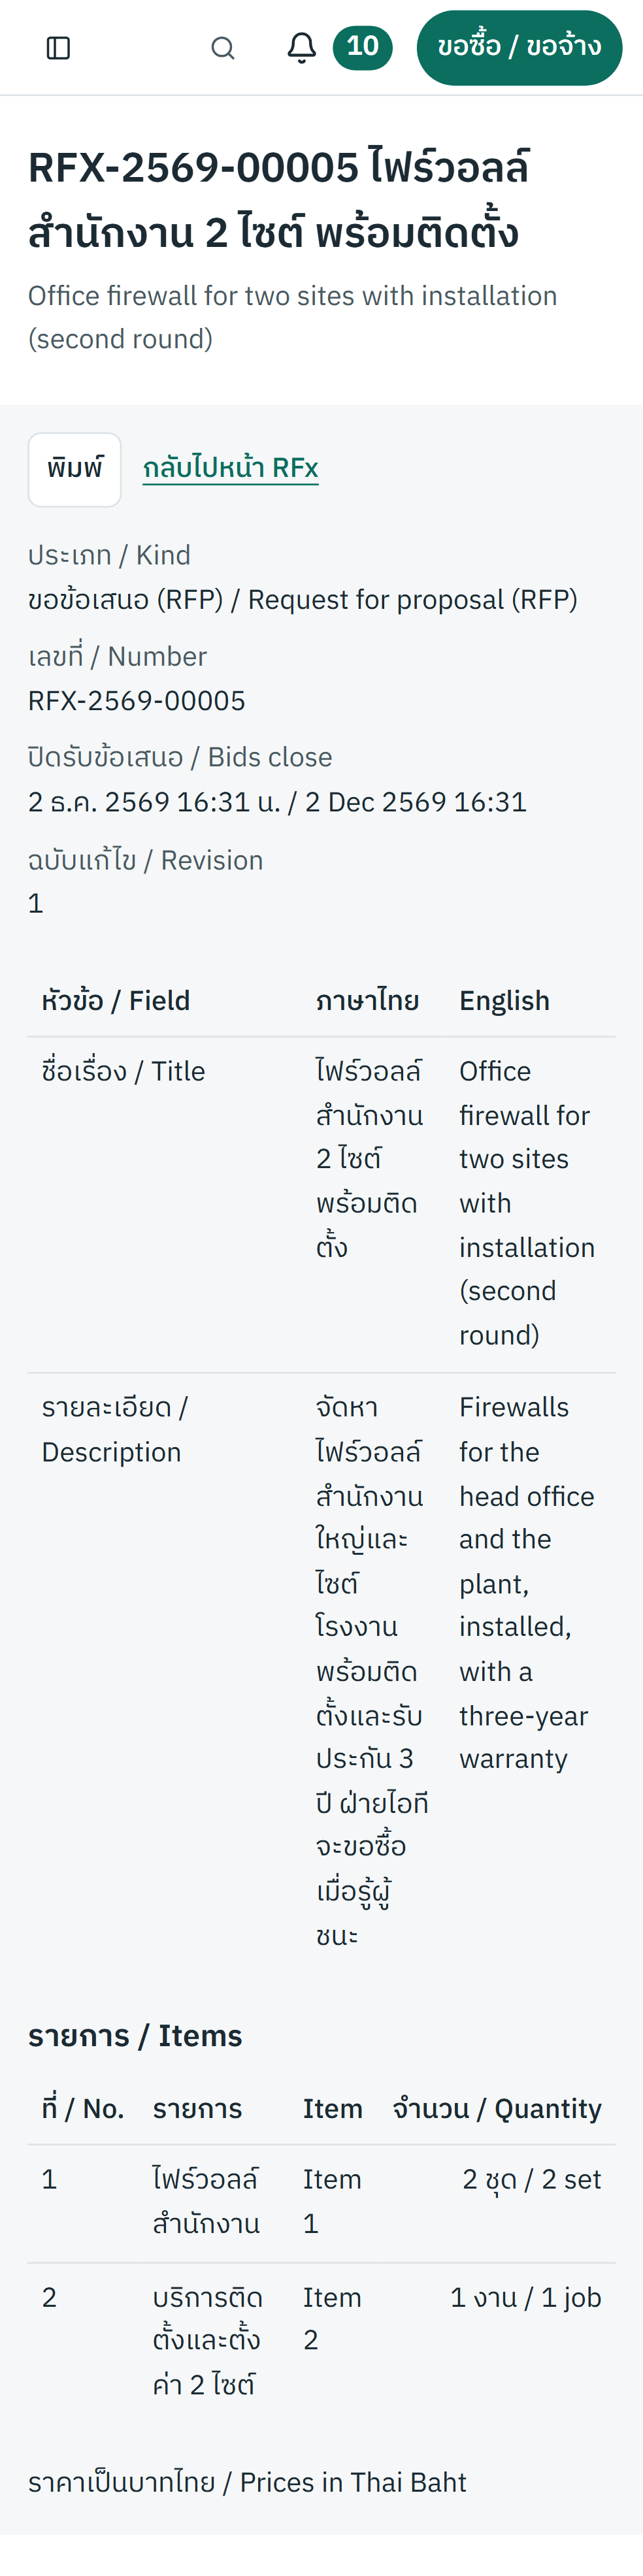 10
ขอซื้อ / ขอจ้าง
RFX-2569-00005 ไฟร์วอลล์
สำนักงาน 2 ไซต์ พร้อมติดตั้ง
Office firewall for two sites with installation
(second round)
พิมพ์
กลับไปหน้า RFx
ประเภท / Kind
ขอข้อเสนอ (RFP) / Request for proposal (RFP)
เลขที่ / Number
RFX-2569-00005
ปิดรับข้อเสนอ / Bids close
2 ธ.ค. 2569 16:31 น. / 2 Dec 2569 16:31
ฉบับแก้ไข / Revision
1
หัวข้อ / Field ภาษาไทย English
ชื่อเรื่อง / Title ไฟร์วอลล์ Office
สำนักงาน firewall for
2 ไซต์ two sites
พร้อมติด with
ตั้ง installation
(second
round)
รายละเอียด / จัดหา Firewalls
Description ไฟร์วอลล์ for the
สำนักงาน head office
ใหญ่และ and the
ไซต์ plant,
โรงงาน installed,
พร้อมติด with a
ตั้งและรับ three-year
ประกัน 3 warranty
ปี ฝ่ายไอที
จะขอซื้อ
เมื่อรู้ผู้
ชนะ
รายการ / Items
ที่ / No. รายการ Item จำนวน / Quantity
1 ไฟร์วอลล์ Item 2 ชุด / 2 set
สำนักงาน 1
2 บริการติด Item 1 งาน / 1 job
ตั้งและตั้ง 2
ค่า 2 ไซต์
ราคาเป็นบาทไทย / Prices in Thai Baht